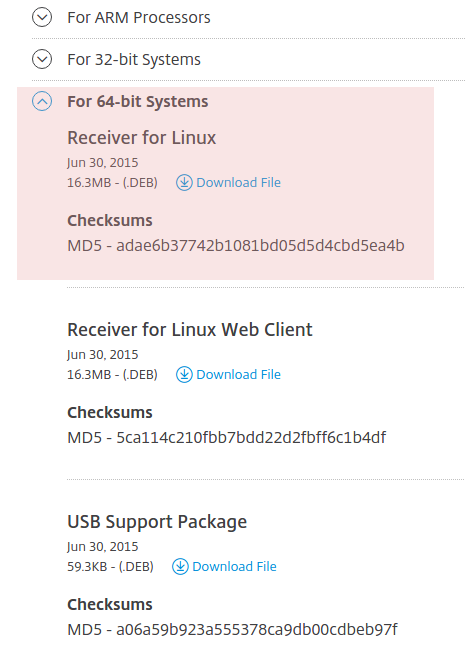 For ARM Processors
For 32-bit Systems
For 64-bit Systems
Receiver for Linux
Jun 30, 2015
16.3MB - (.DEB) Download File
Checksums
MD5 - adae6b37742b1081bd05d5d4cbd5ea4b
Receiver for Linux Web Client
Jun 30, 2015
16.3MB - (.DEB) Download File
Checksums
MD5 - 5ca114c210fbb7bdd22d2fbff6c1b4df
USB Support Package
Jun 30, 2015
59.3KB - (.DEB) Download File
Checksums
MD5 - a06a59b923a555378ca9db00cdbeb97f